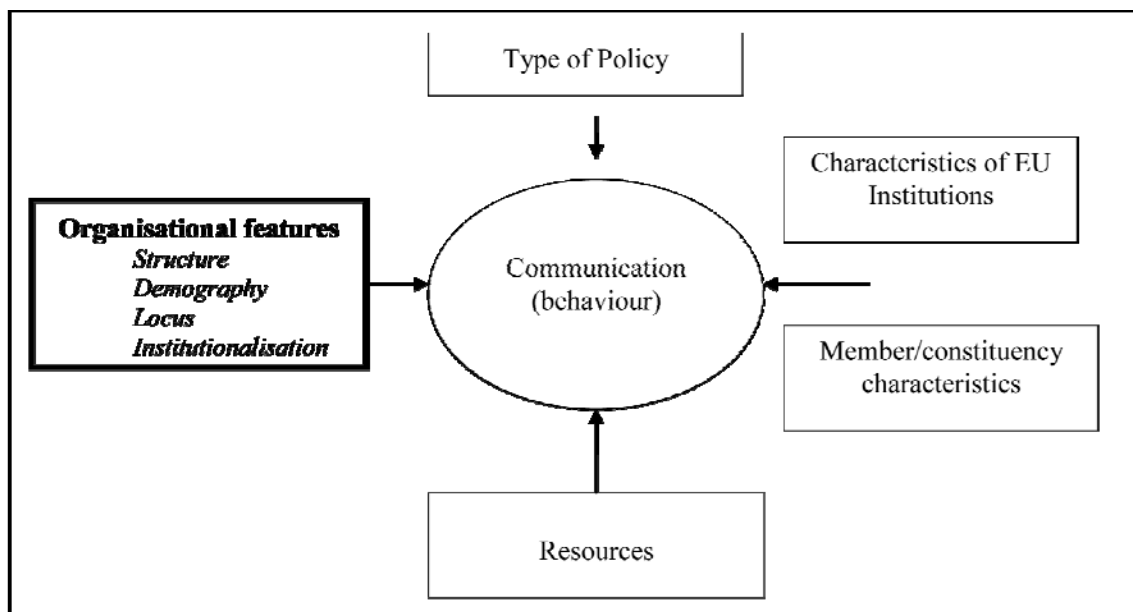 Type of Policy
Characteristics of EU
Institutions
Organisational features
Structure
Demography
Locus
Institutionalisation
Communication
(behaviour)
Member/constituency
characteristics
Resources